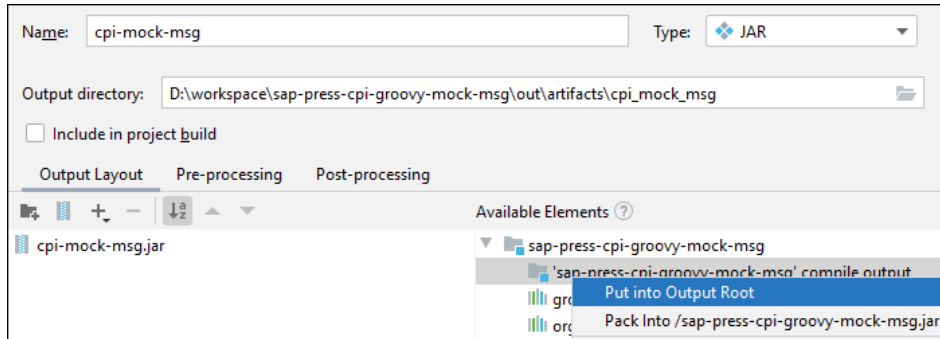 Name: cpi-mock-msg Type: JAR
Output directory: D:\workspace\sap-press-cpi-groovy-mock-msg\out\artifacts\cpi_mock_msg
Include in project build
Output Layout Pre-processing Post-processing
Available Elements
cpi-mock-msg.jar sap-press-cpi-groovy-mock-msg
'sap-press-cpi-groovy-mock-msg' compile output
Put into Output Root
Pack Into /sap-press-cpi-groovy-mock-msg.jar